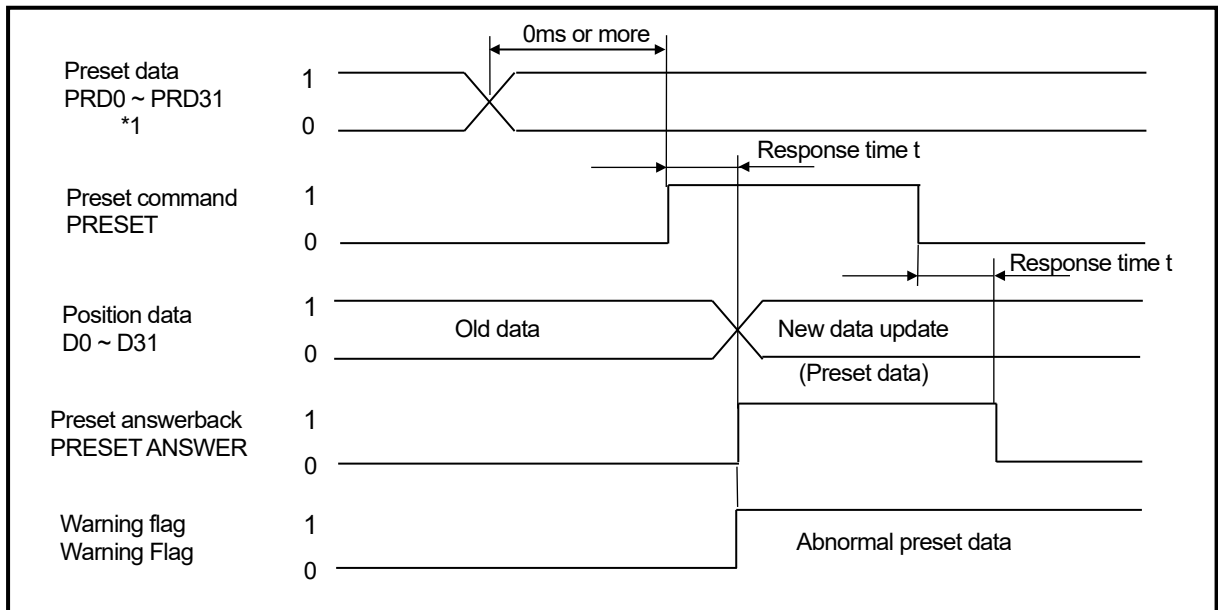 0ms or more
Preset data
PRD0 ~ PRD31
*1
1
0
Response time t
Preset command
PRESET
1
0
Response time t
Position data
D0 ~ D31
1
0
Old data
New data update
(Preset data)
Preset answerback
PRESET ANSWER
1
0
Warning flag
Warning Flag
1
0
Abnormal preset data